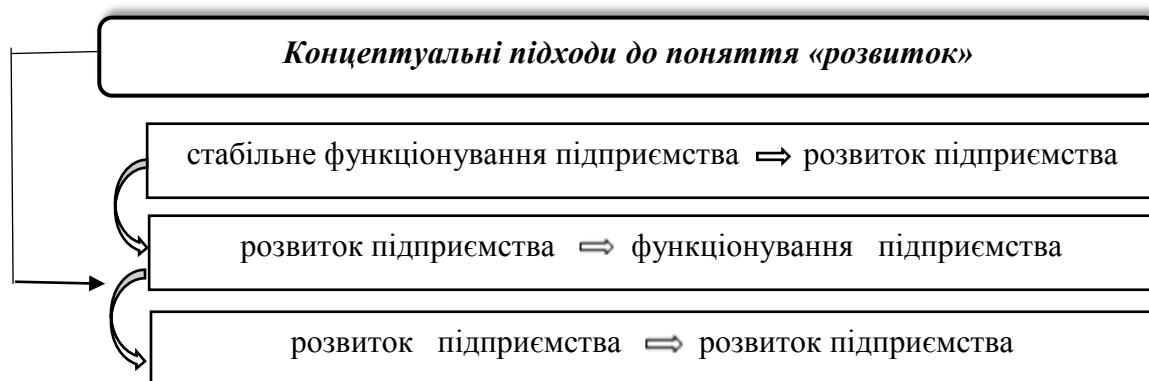 Концептуальні підходи до поняття «розвиток»
стабільне функціонування підприємства ⇒ розвиток підприємства
розвиток підприємства ⇒ функціонування підприємства
розвиток підприємства ⇒ розвиток підприємства